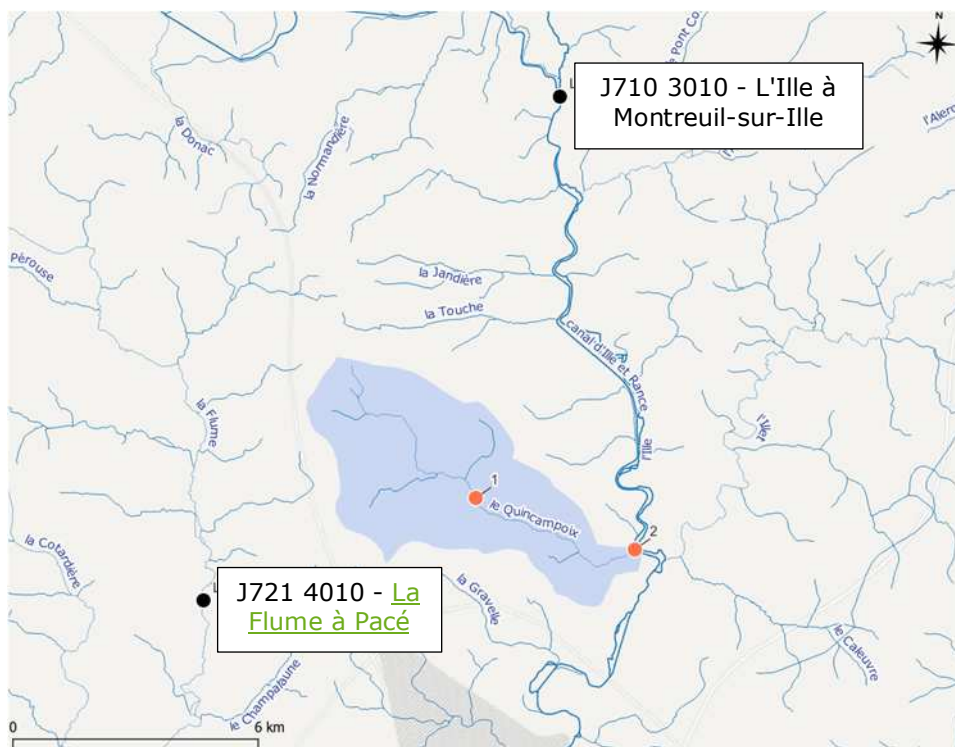 N
J710 3010 - L'Ille à
Montreuil-sur-Ille
la Donac
la Normandière
Pérouse
la Jandière
la Touche
canal d'Ille et Rance
l'Illet
la Flume
l'Ille
1
le Quincampoix
2
la Cotardière
la Gravelle
J721 4010 - La
Flume à Pacé
le Caleuvre
le Champalaune
0
6 km